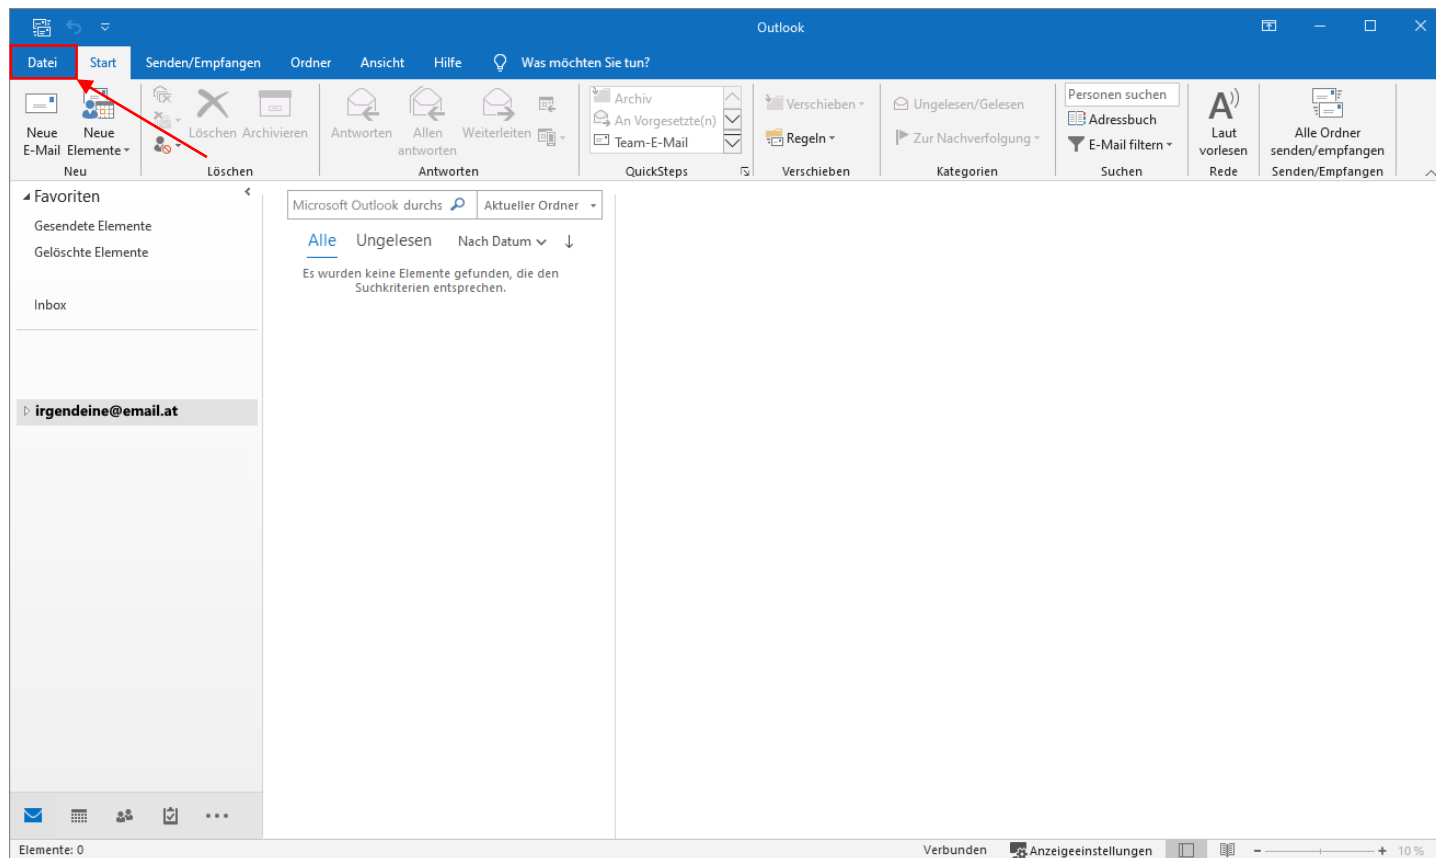 Outlook
Datei Start Senden/Empfangen Ordner Ansicht Hilfe Was möchten Sie tun?
Neue E-Mail
Neue Elemente
Neu
Löschen
Archivieren
Löschen
Antworten
Allen antworten
Weiterleiten
Antworten
Archiv
An Vorgesetzte(n)
Team-E-Mail
QuickSteps
Verschieben
Regeln
Verschieben
Ungelesen/Gelesen
Zur Nachverfolgung
Kategorien
Personen suchen
Adressbuch
E-Mail filtern
Suchen
Laut vorlesen
Rede
Alle Ordner senden/empfangen
Senden/Empfangen
Favoriten
Gesendete Elemente
Gelöschte Elemente
Inbox
irgendeine@email.at
Microsoft Outlook durchs Aktueller Ordner
Alle Ungelesen Nach Datum
Es wurden keine Elemente gefunden, die den
Suchkriterien entsprechen.
Elemente: 0 Verbunden Anzeigeeinstellungen 10 %